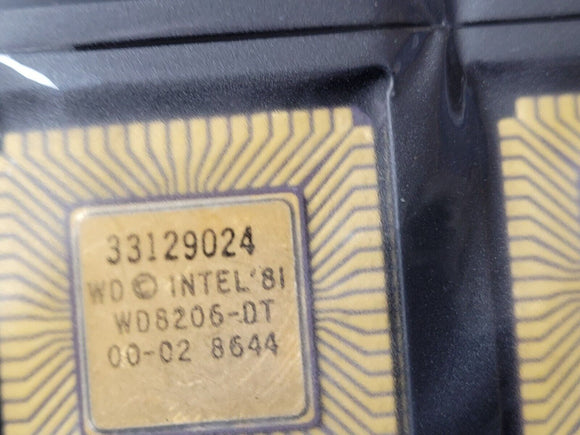 33129024
WD © INTEL '81
WD8206-DT
00-02 8644